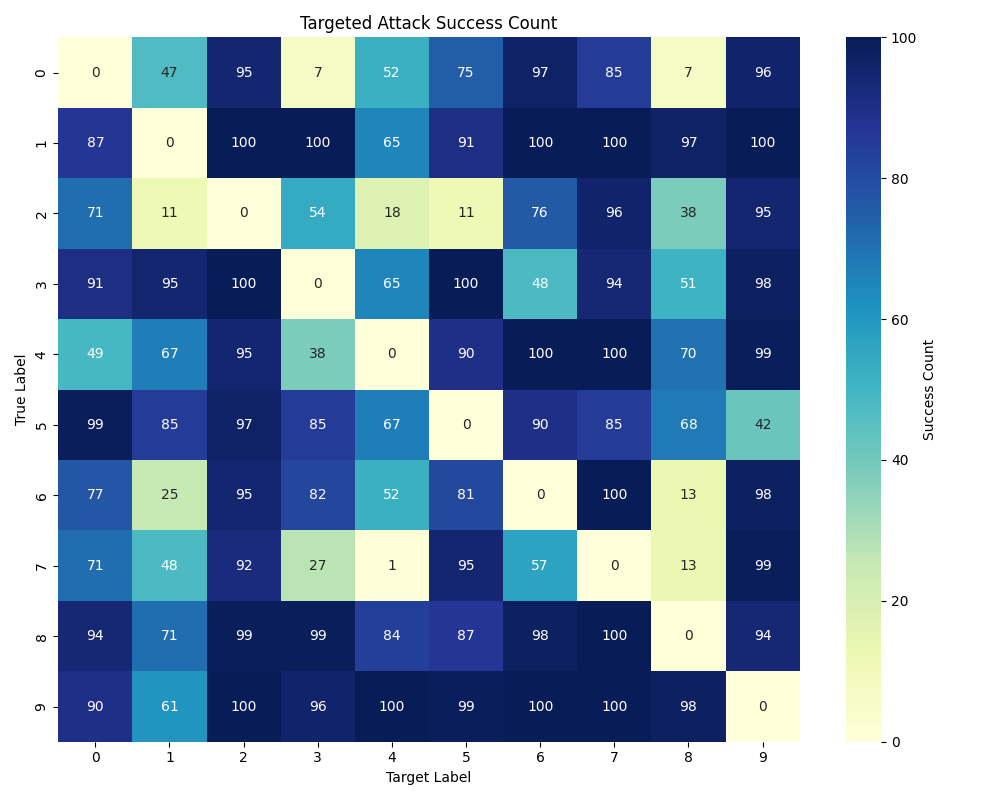 Targeted Attack Success Count
0 0 47 95 7 52 75 97 85 7 96
1 87 0 100 100 65 91 100 100 97 100
2 71 11 0 54 18 11 76 96 38 95
3 91 95 100 0 65 100 48 94 51 98
4 49 67 95 38 0 90 100 100 70 99
5 99 85 97 85 67 0 90 85 68 42
6 77 25 95 82 52 81 0 100 13 98
7 71 48 92 27 1 95 57 0 13 99
8 94 71 99 99 84 87 98 100 0 94
9 90 61 100 96 100 99 100 100 98 0
0 1 2 3 4 5 6 7 8 9
Target Label
True Label
100
80
60
40
20
0
Success Count